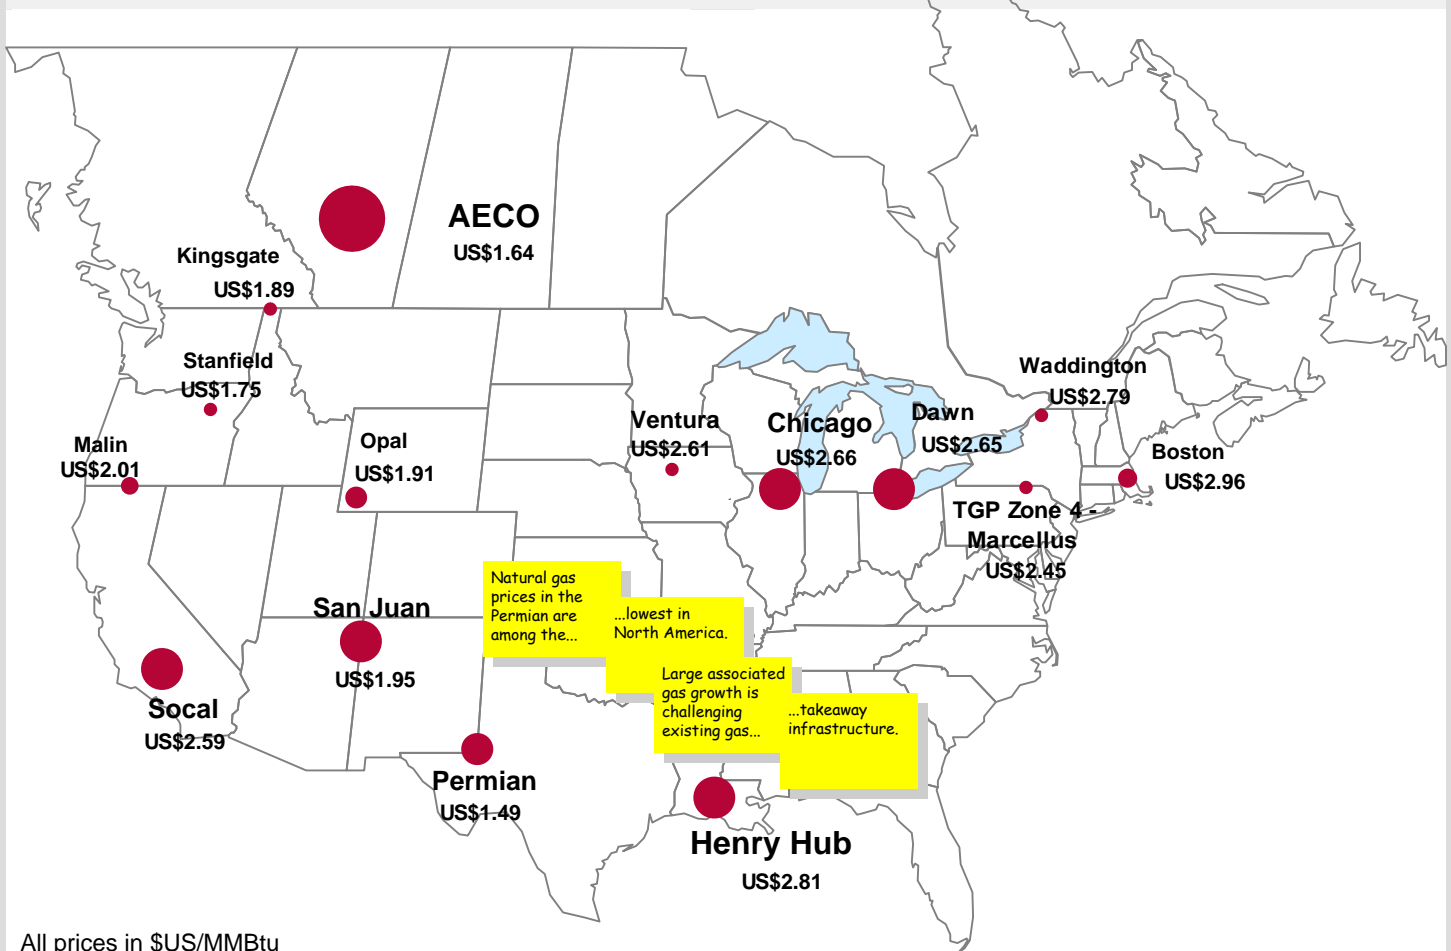 AECO
US$1.64
Kingsgate
US$1.89
Stanfield
US$1.75
Malin
US$2.01
Opal
US$1.91
Ventura
US$2.61
Chicago
US$2.66
Dawn
US$2.65
Waddington
US$2.79
Boston
US$2.96
TGP Zone 4 -
Marcellus
US$2.45
San Juan
US$1.95
Socal
US$2.59
Permian
US$1.49
Henry Hub
US$2.81
Natural gas
prices in the
Permian are
among the...
...lowest in
North America.
Large associated
gas growth is
challenging
existing gas...
...takeaway
infrastructure.
All prices in $US/MMBtu